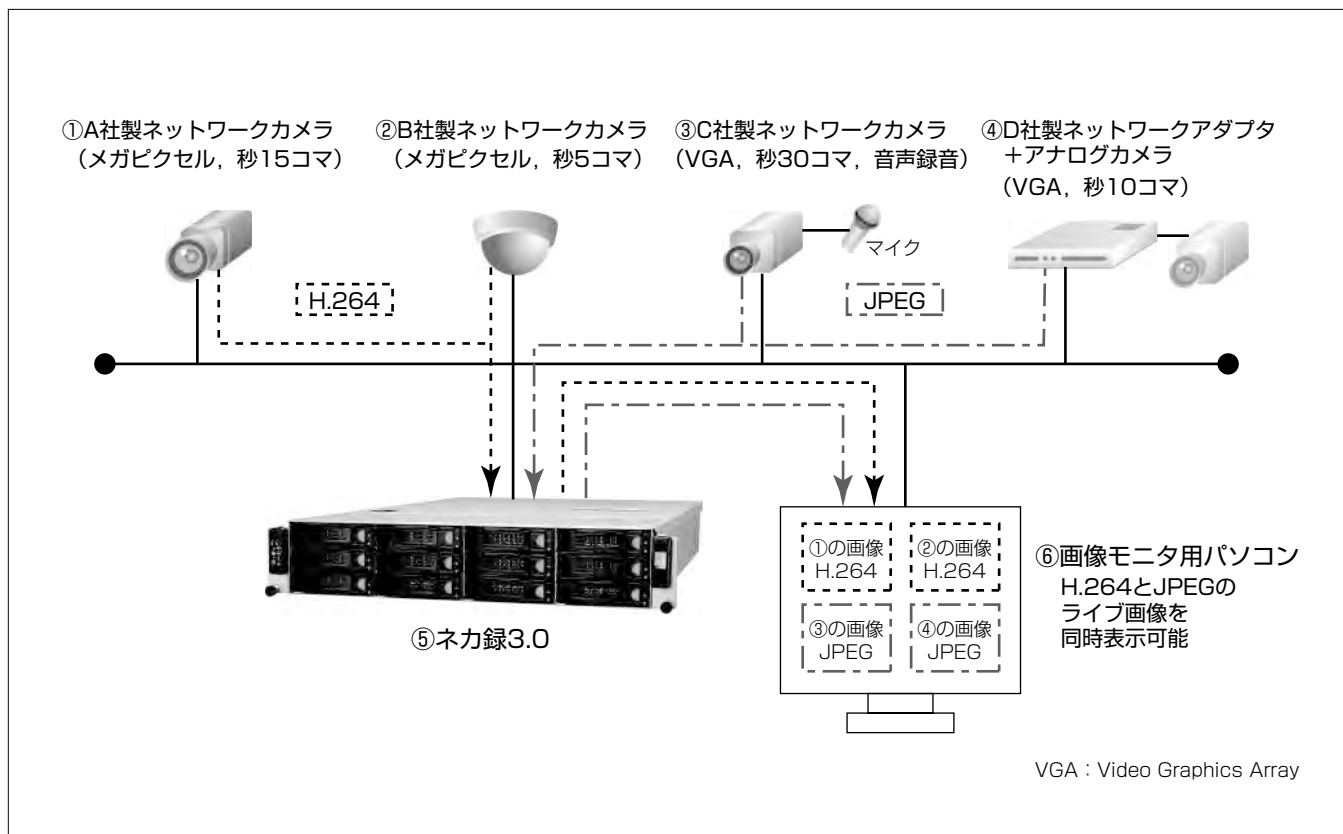 ①A社製ネットワークカメラ
（メガピクセル，秒15コマ）
②B社製ネットワークカメラ
（メガピクセル，秒5コマ）
③C社製ネットワークカメラ
（VGA，秒30コマ，音声録音）
④D社製ネットワークアダプタ
＋アナログカメラ
（VGA，秒10コマ）
マイク
H.264
JPEG
①の画像
H.264
②の画像
H.264
③の画像
JPEG
④の画像
JPEG
⑤ネカ録3.0
⑥画像モニタ用パソコン
H.264とJPEGの
ライブ画像を
同時表示可能
VGA：Video Graphics Array